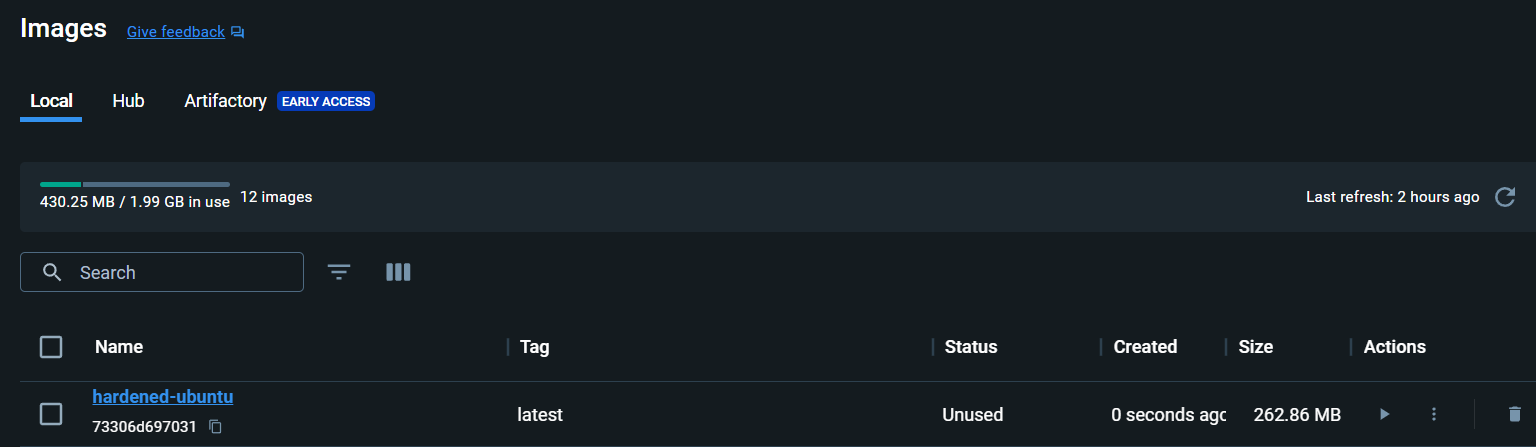 Images Give feedback
Local Hub Artifactory EARLY ACCESS
430.25 MB / 1.99 GB in use 12 images Last refresh: 2 hours ago
Search
Name Tag Status Created Size Actions
hardened-ubuntu
73306d697031 latest Unused 0 seconds agc 262.86 MB